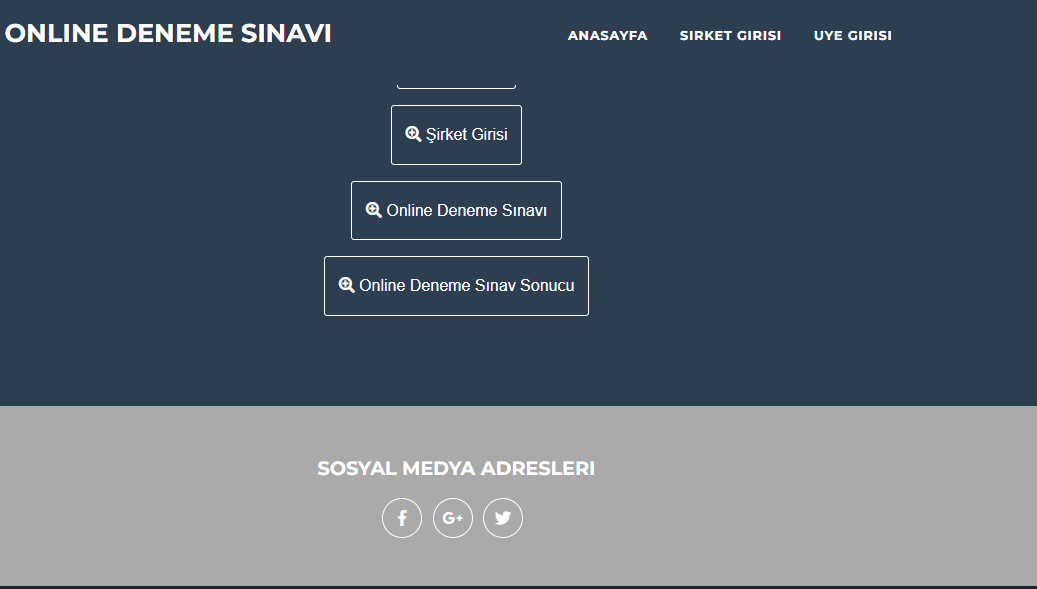 ONLINE DENEME SINAVI
ANASAYFA SIRKET GIRISI UYE GIRISI
Şirket Girisi
Online Deneme Sınavı
Online Deneme Sınav Sonucu
SOSYAL MEDYA ADRESLERI
f G+